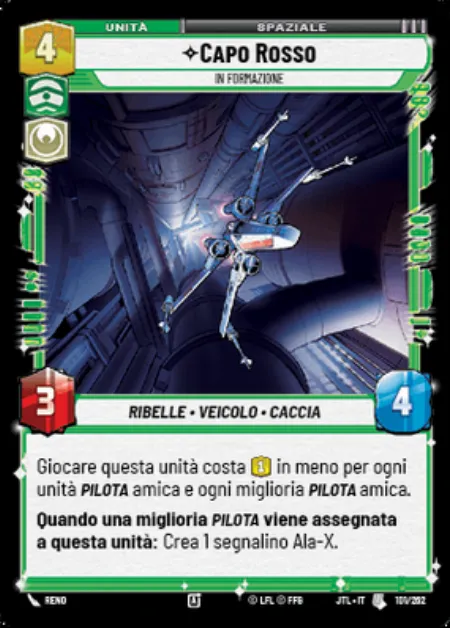 UNITÀ
SPAZIALE
4
Capo Rosso
IN FORMAZIONE
3
RIBELLE • VEICOLO • CACCIA
4
Giocare questa unità costa 1 in meno per ogni
unità PILOTA amica e ogni miglioria PILOTA amica.
Quando una miglioria PILOTA viene assegnata
a questa unità: Crea 1 segnalino Ala-X.
RENO
A
© LFL © FFG
JTL • IT
101/262